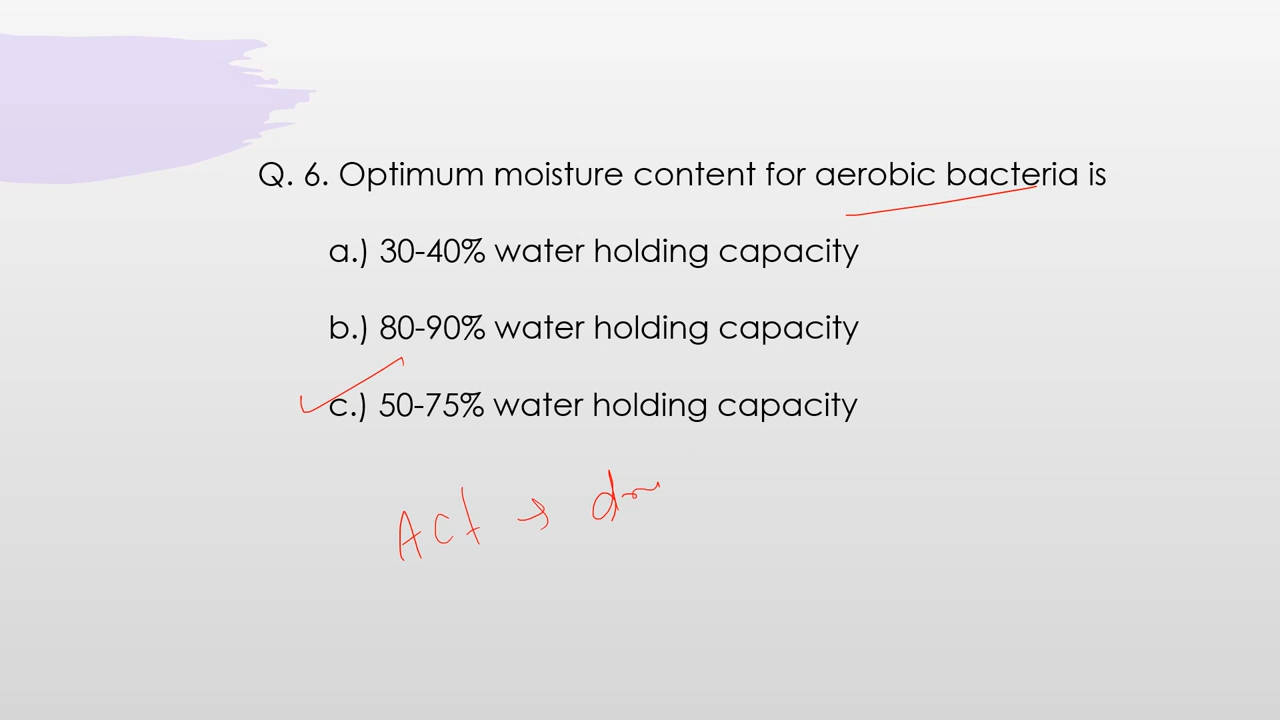 Q. 6. Optimum moisture content for aerobic bacteria is
a.) 30-40% water holding capacity
b.) 80-90% water holding capacity
c.) 50-75% water holding capacity
Act →